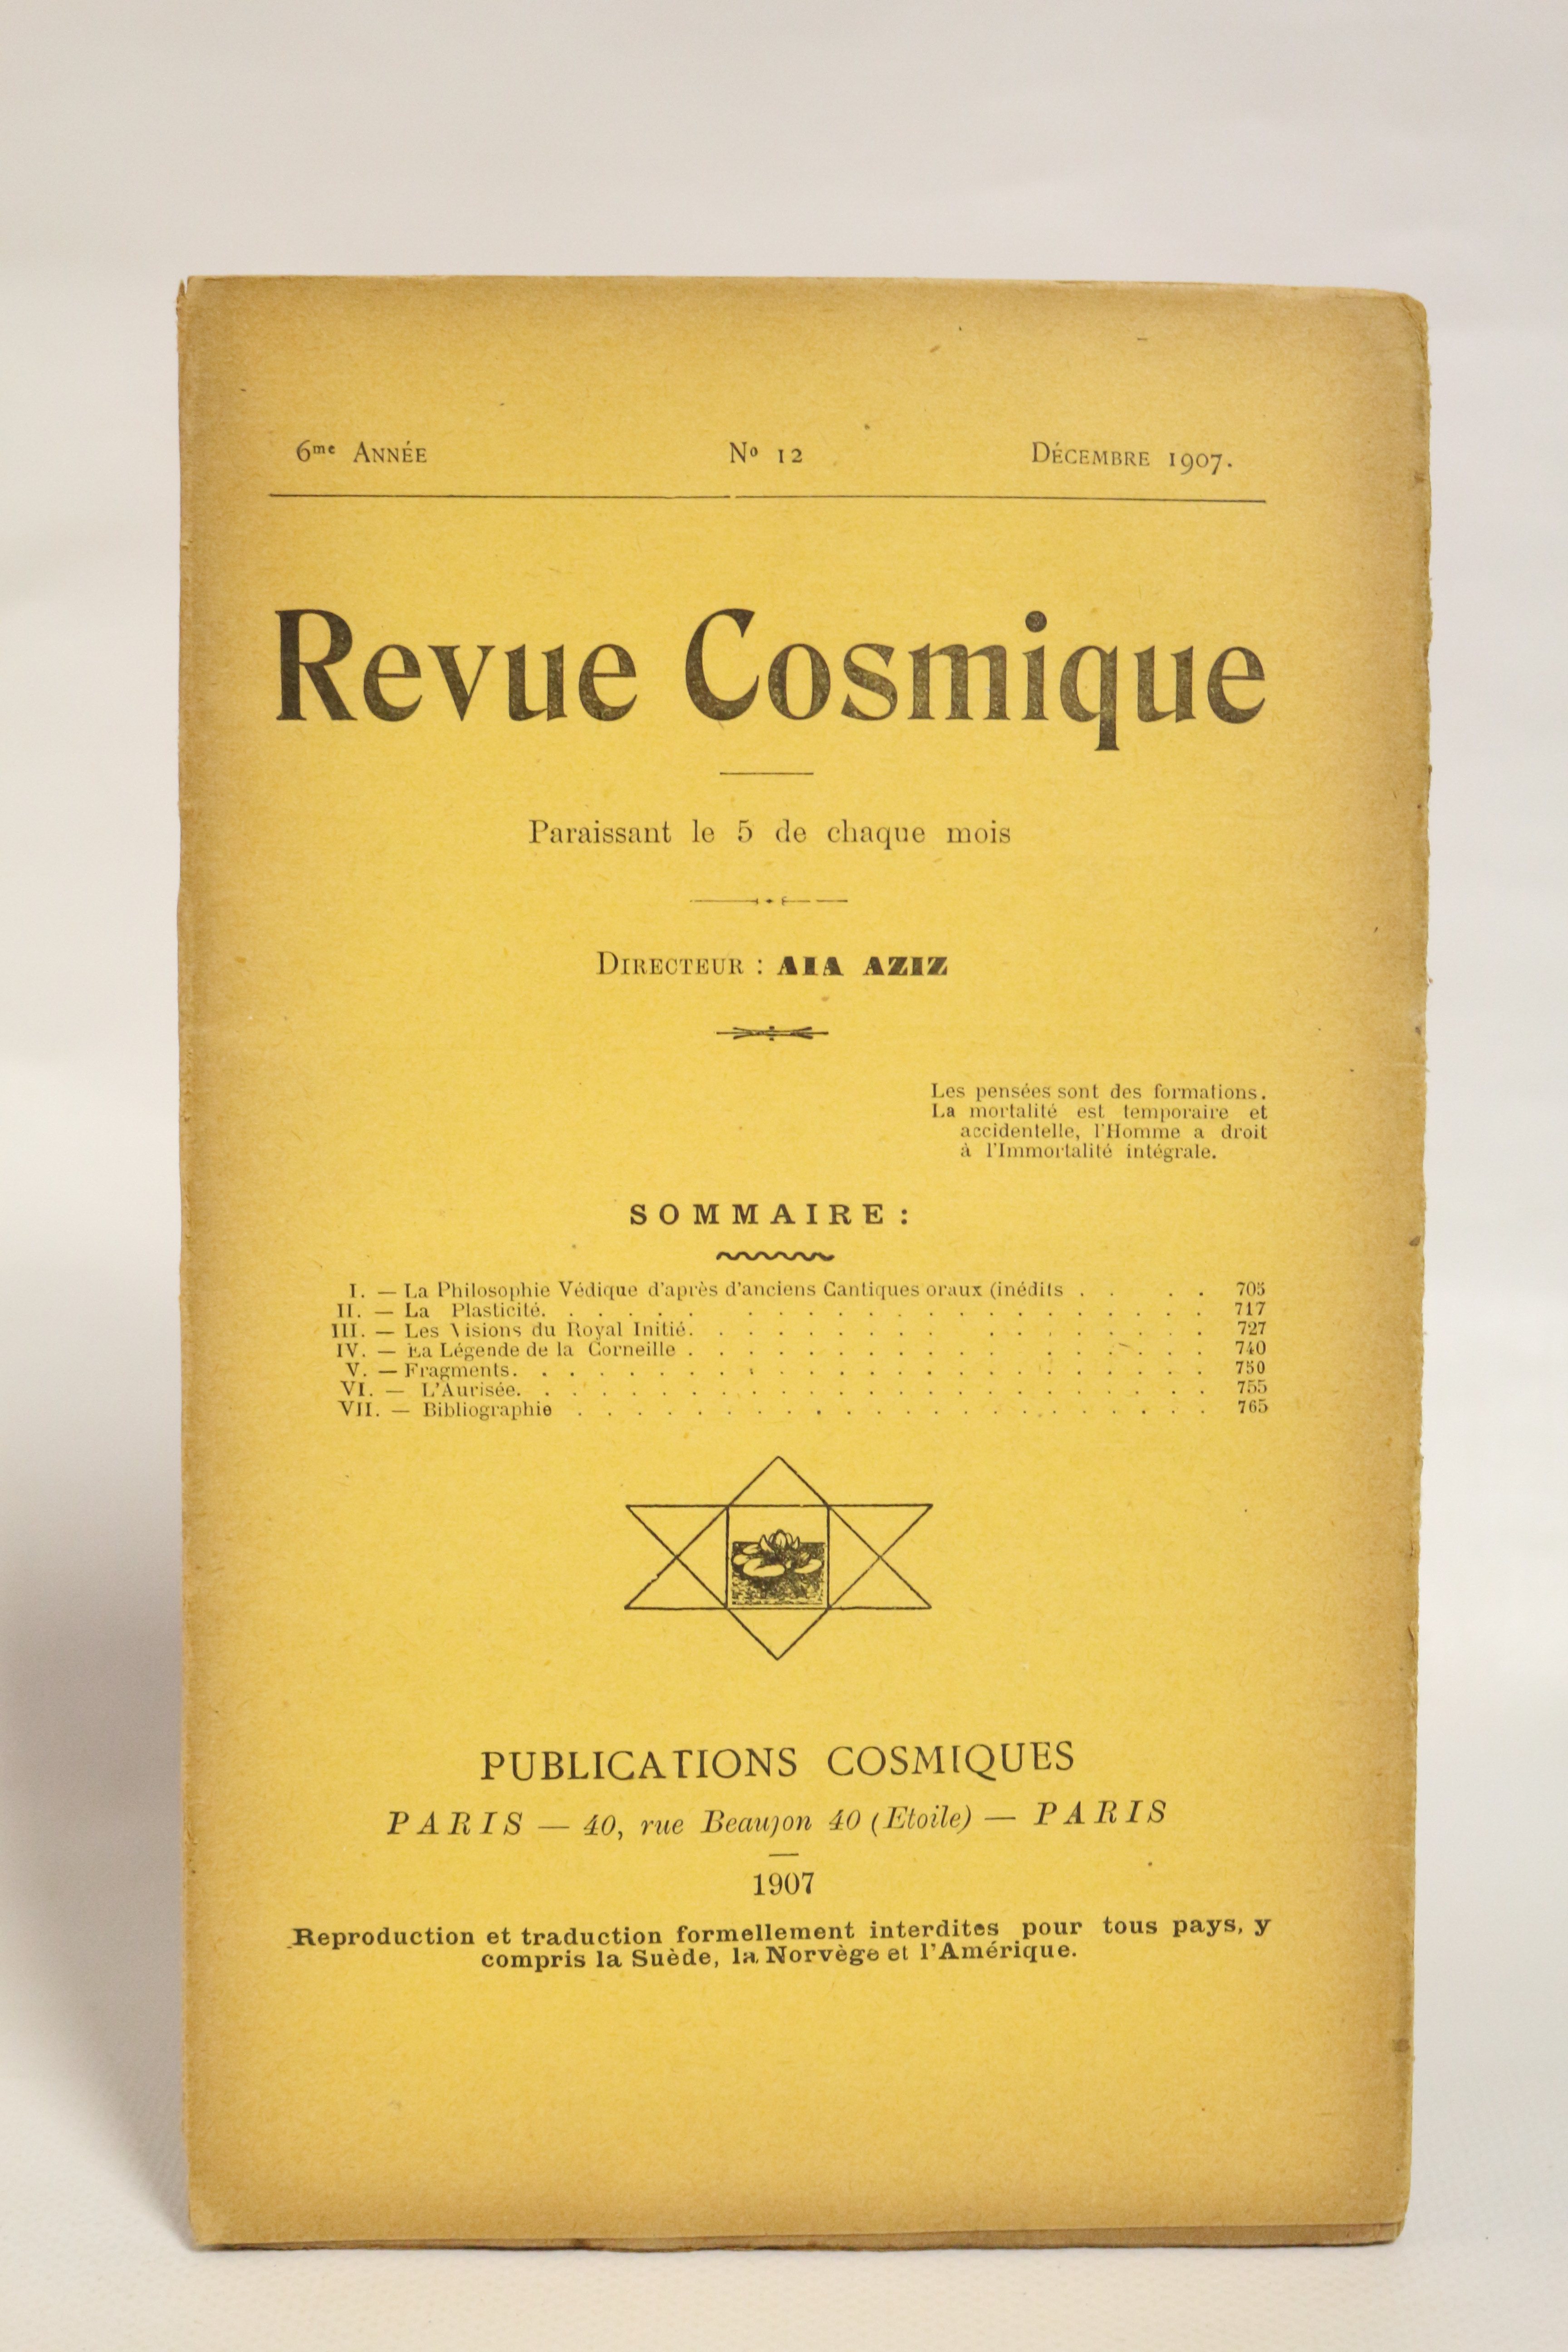 6me ANNÉE No 12 DÉCEMBRE 1907.
Revue Cosmique
Paraissant le 5 de chaque mois
DIRECTEUR : AIA AZIZ
Les pensées sont des formations.
La mortalité est temporaire et
accidentelle, l'Homme a droit
à l'Immortalité intégrale.
SOMMAIRE :
I. — La Philosophie Védique d'après d'anciens Cantiques oraux (inédits . . . . 705
II. — La Plasticité. . . . . . . . . . . . . . . . . . . . . 717
III. — Les Visions du Royal Initié. . . . . . . . . . . . . . . . . 727
IV. — La Légende de la Corneille . . . . . . . . . . . . . . . . . 740
V. — Fragments. . . . . . . . . . . . . . . . . . . . . . . . 750
VI. — L'Aurisée. . . . . . . . . . . . . . . . . . . . . . . . 755
VII. — Bibliographie . . . . . . . . . . . . . . . . . . . . . . 765
PUBLICATIONS COSMIQUES
PARIS — 40, rue Beaujon 40 (Etoile) — PARIS
1907
Reproduction et traduction formellement interdites pour tous pays, y
compris la Suède, la Norvège et l'Amérique.